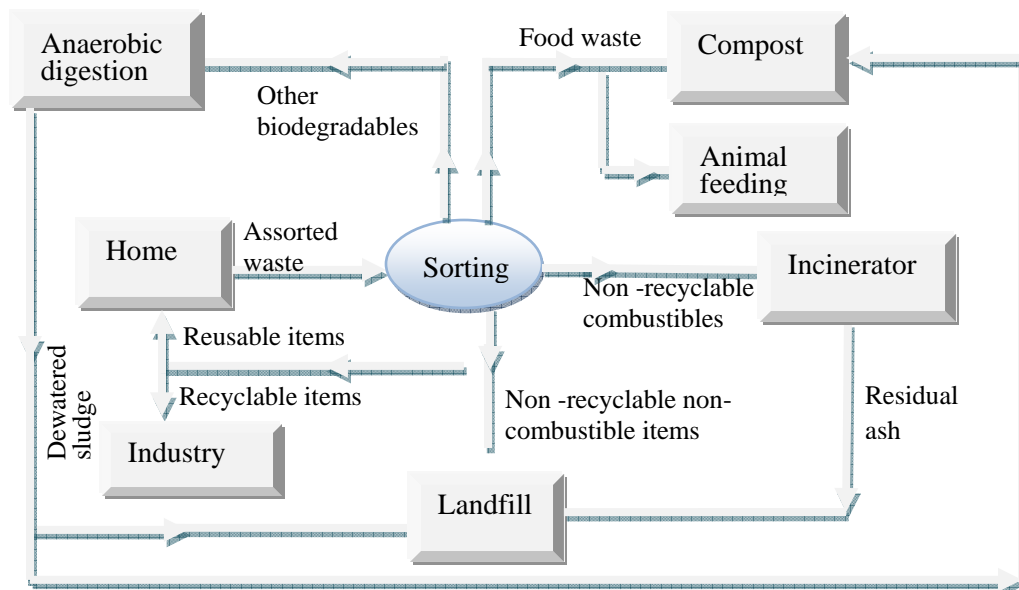 Anaerobic
digestion
Food waste
Compost
Other
biodegradables
Animal
feeding
Home
Assorted
waste
Sorting
Incinerator
Non -recyclable
combustibles
Reusable items
Recyclable items
Dewatered
sludge
Industry
Non -recyclable non-
combustible items
Residual
ash
Landfill